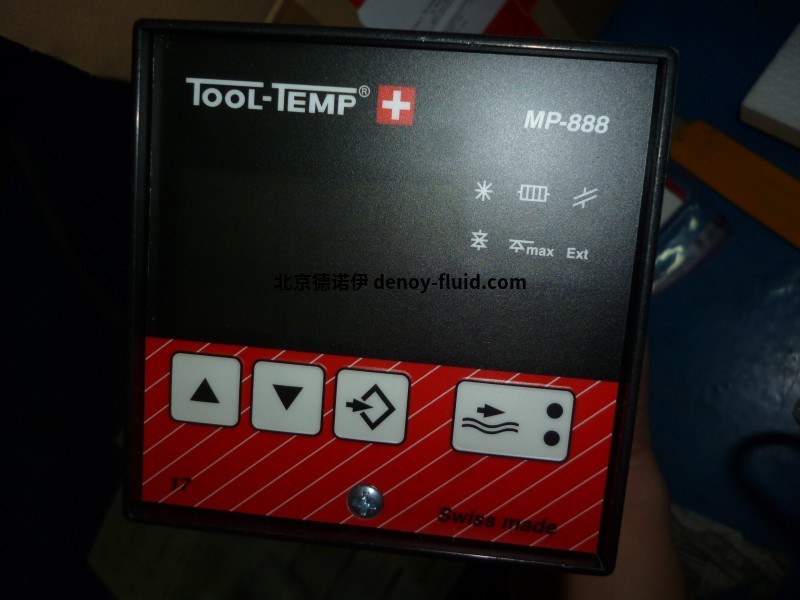 TOOL-TEMP®
MP-888
max
Ext
北京德诺伊 denoy-fluid.com
17
Swiss made